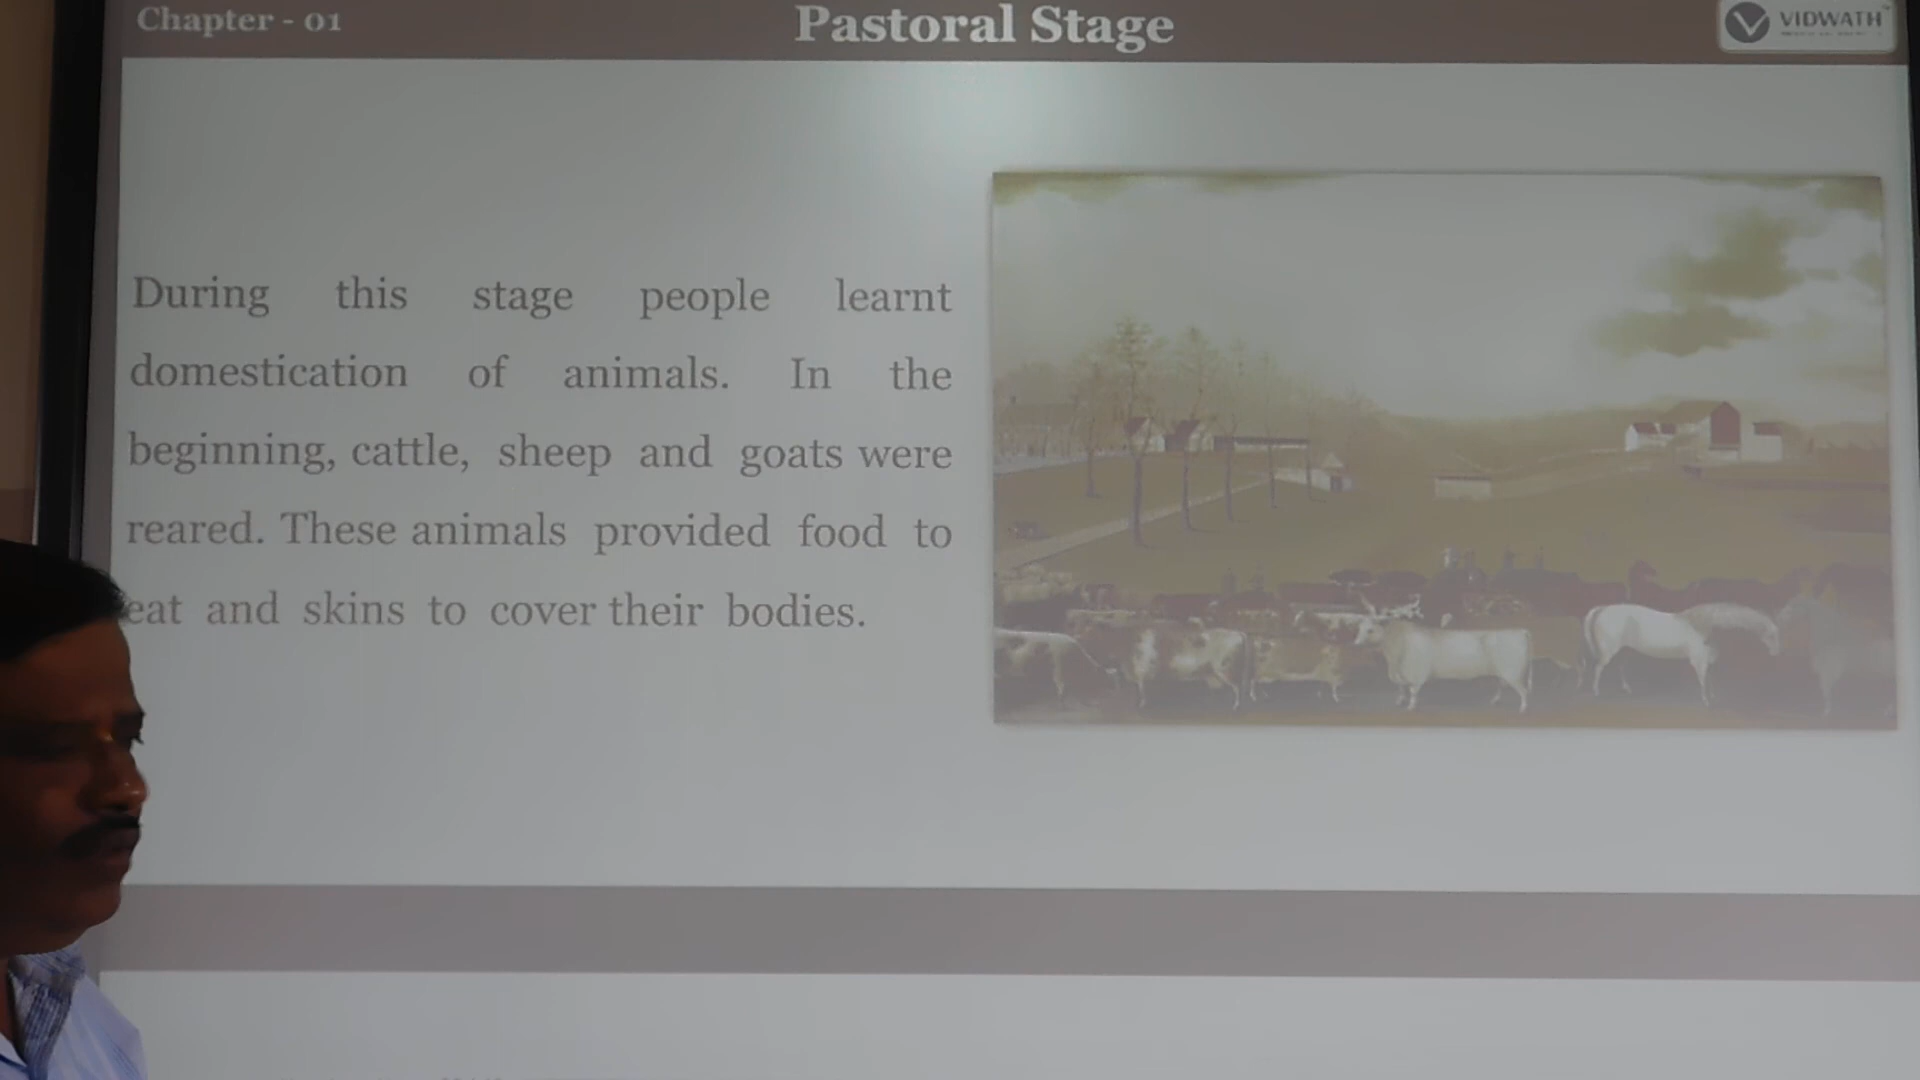 Chapter - 01
Pastoral Stage
VIDWATH
During this stage people learnt
domestication of animals. In the
beginning, cattle, sheep and goats were
reared. These animals provided food to
eat and skins to cover their bodies.